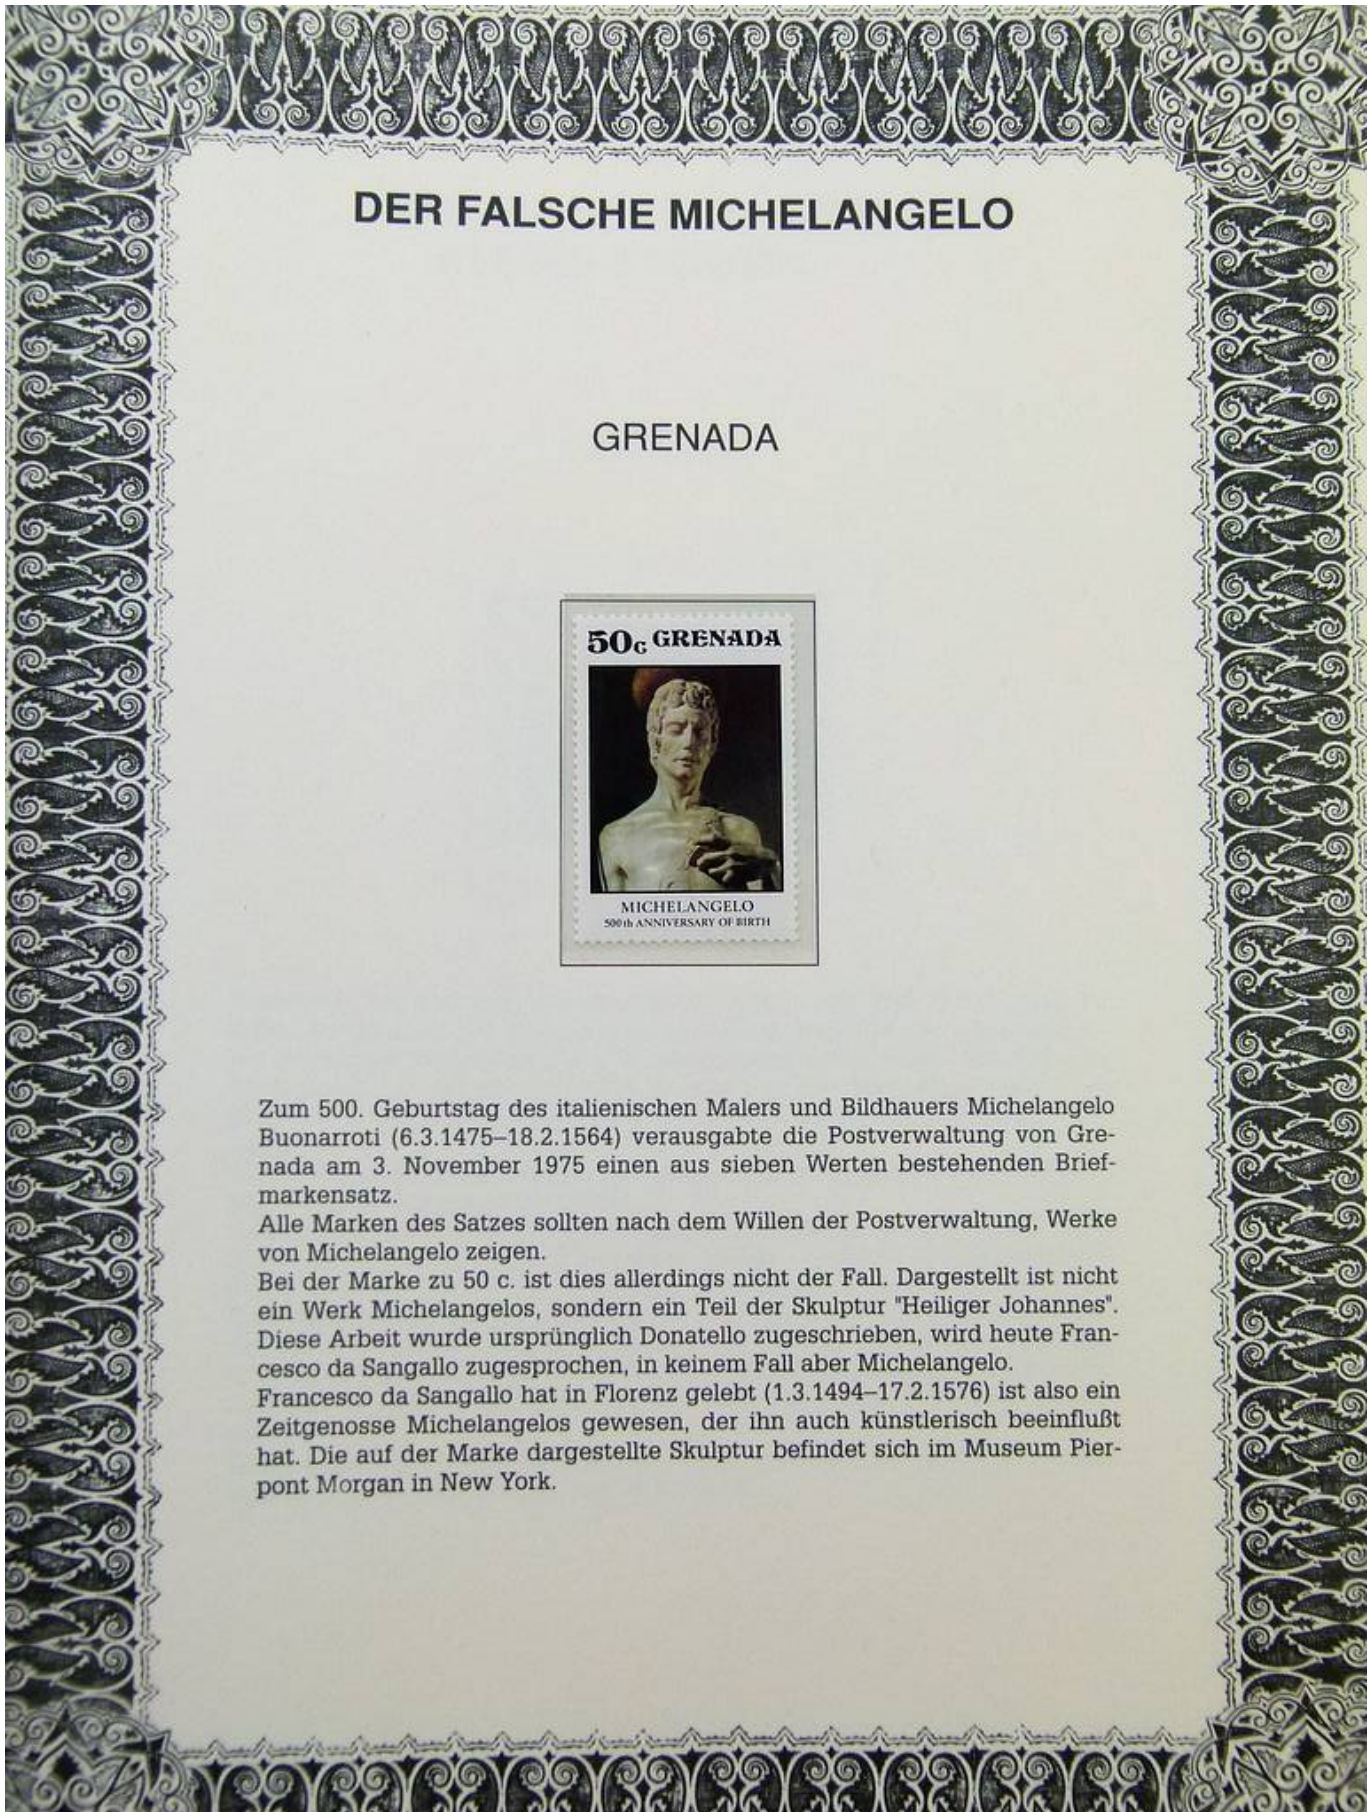 DER FALSCHE MICHELANGELO
GRENADA
50c GRENADA
MICHELANGELO
500th ANNIVERSARY OF BIRTH
Zum 500. Geburtstag des italienischen Malers und Bildhauers Michelangelo
Buonarroti (6.3.1475–18.2.1564) verausgabte die Postverwaltung von Gre-
nada am 3. November 1975 einen aus sieben Werten bestehenden Brief-
markensatz.
Alle Marken des Satzes sollten nach dem Willen der Postverwaltung, Werke
von Michelangelo zeigen.
Bei der Marke zu 50 c. ist dies allerdings nicht der Fall. Dargestellt ist nicht
ein Werk Michelangelos, sondern ein Teil der Skulptur "Heiliger Johannes".
Diese Arbeit wurde ursprünglich Donatello zugeschrieben, wird heute Fran-
cesco da Sangallo zugesprochen, in keinem Fall aber Michelangelo.
Francesco da Sangallo hat in Florenz gelebt (1.3.1494–17.2.1576) ist also ein
Zeitgenosse Michelangelos gewesen, der ihn auch künstlerisch beeinflußt
hat. Die auf der Marke dargestellte Skulptur befindet sich im Museum Pier-
pont Morgan in New York.